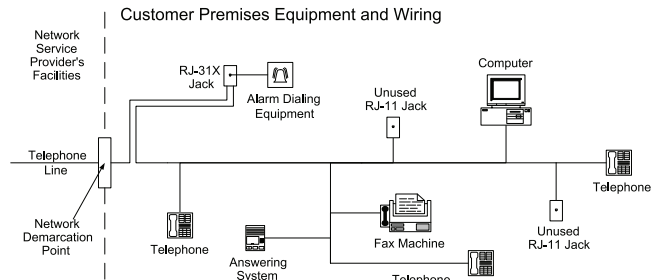 Customer Premises Equipment and Wiring
Network
Service
Provider's
Facilities
RJ-31X
Jack
Alarm Dialing
Equipment
Unused
RJ-11 Jack
Computer
Telephone
Line
Telephone
Network
Demarcation
Point
Telephone
Answering
System
Fax Machine
Telephone
Unused
RJ-11 Jack